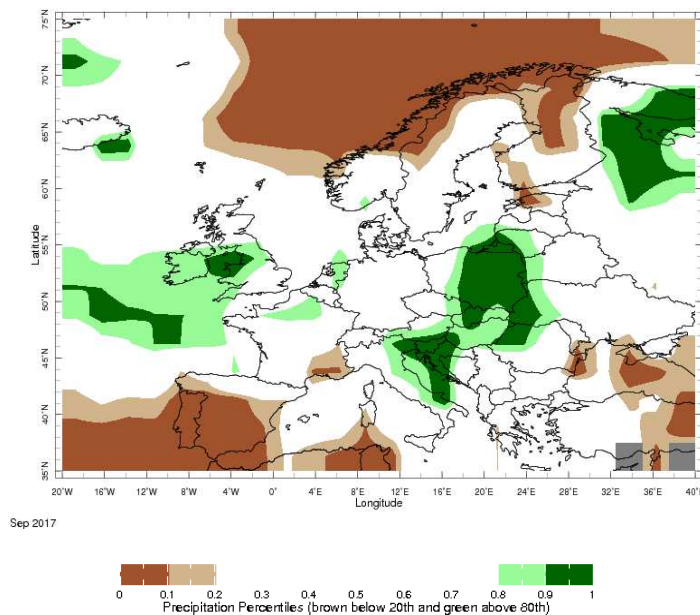 75°N
70°N
65°N
60°N
55°N
50°N
45°N
40°N
35°N
Latitude
20°W 16°W 12°W 8°W 4°W 0° 4°E 8°E 12°E 16°E 20°E 24°E 28°E 32°E 36°E 40°E
Longitude
Sep 2017
0 0.1 0.2 0.3 0.4 0.5 0.6 0.7 0.8 0.9 1
Precipitation Percentiles (brown below 20th and green above 80th)